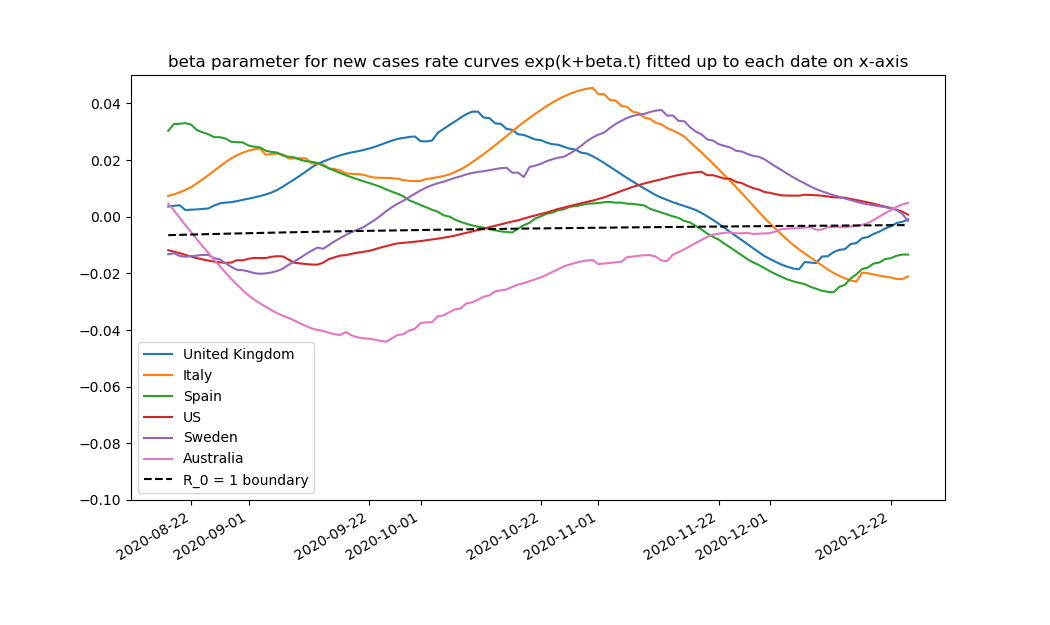 beta parameter for new cases rate curves exp(k+beta.t) fitted up to each date on x-axis
0.04
0.02
0.00
−0.02
−0.04
−0.06
−0.08
−0.10
United Kingdom
Italy
Spain
US
Sweden
Australia
R_0 = 1 boundary
2020-08-22
2020-09-01
2020-09-22
2020-10-01
2020-10-22
2020-11-01
2020-11-22
2020-12-01
2020-12-22